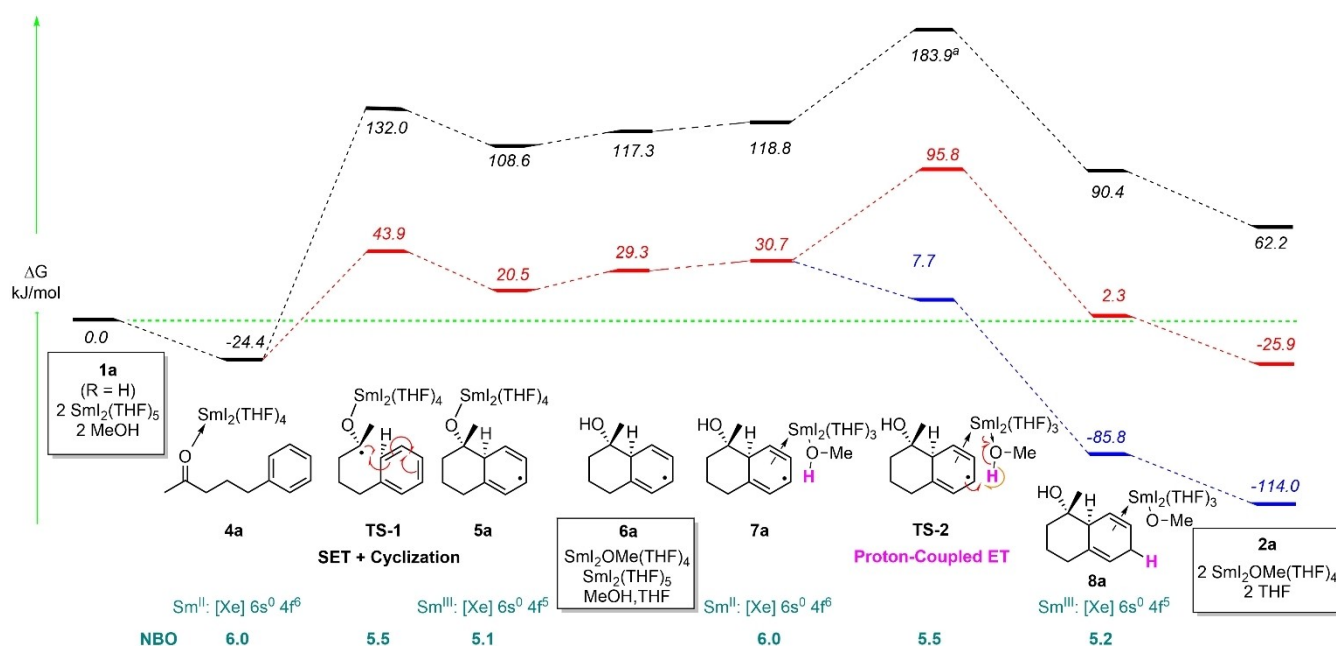 183.9ᵃ
132.0
117.3
118.8
108.6
95.8
90.4
62.2
43.9
29.3
30.7
20.5
7.7
2.3
ΔG
kJ/mol
0.0
-24.4
-25.9
-85.8
-114.0
1a
(R = H)
2 SmI₂(THF)₅
2 MeOH
SmI₂(THF)₄
O
4a
SmI₂(THF)₄
O
H
TS-1
SET + Cyclization
SmI₂(THF)₄
O
H
5a
HO
H
6a
SmI₂OMe(THF)₄
SmI₂(THF)₅
MeOH,THF
HO
H
SmI₂(THF)₃
O–Me
H
7a
HO
H
SmI₂(THF)₃
O–Me
H
TS-2
Proton-Coupled ET
HO
H
SmI₂(THF)₃
O–Me
H
8a
2a
2 SmI₂OMe(THF)₄
2 THF
Smᴵᴵ: [Xe] 6s⁰ 4f⁶
Smᴵᴵᴵ: [Xe] 6s⁰ 4f⁵
Smᴵᴵ: [Xe] 6s⁰ 4f⁶
Smᴵᴵᴵ: [Xe] 6s⁰ 4f⁵
NBO 6.0 5.5 5.1 6.0 5.5 5.2